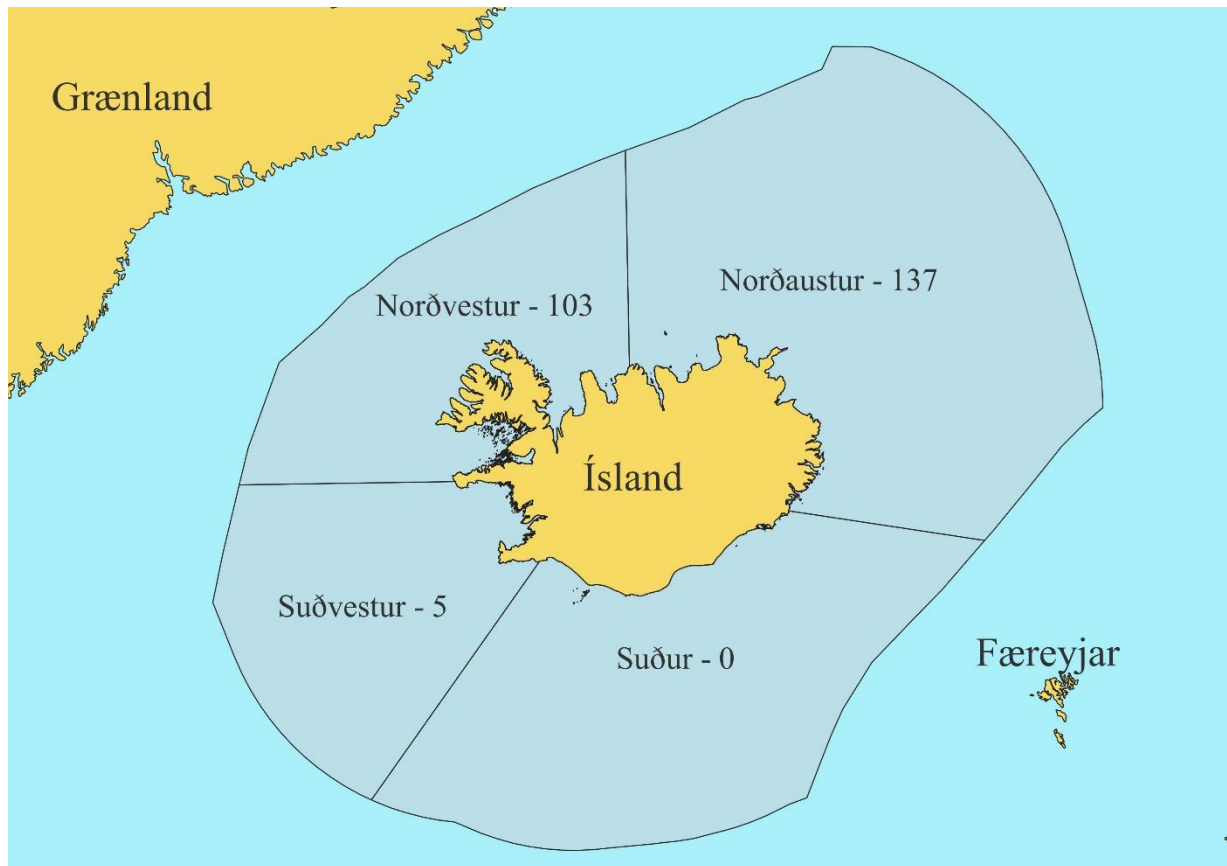 Grænland
Norðvestur - 103
Norðaustur - 137
Ísland
Suðvestur - 5
Suður - 0
Færeyjar